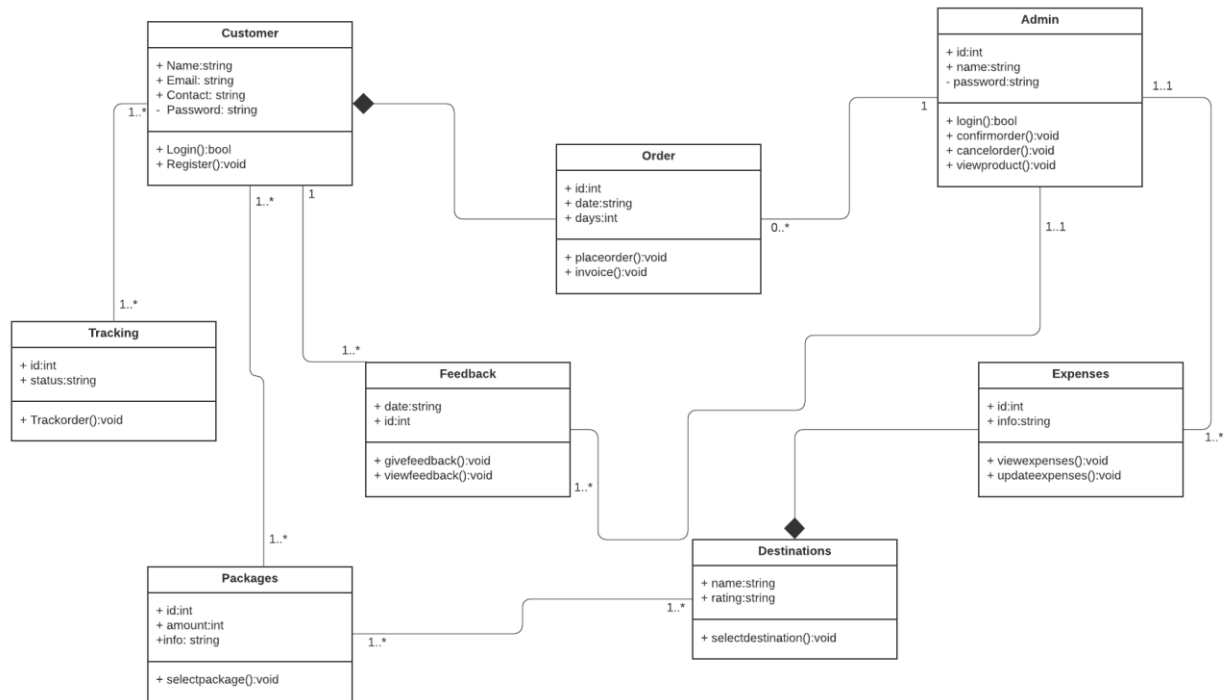 Customer
+ Name:string
+ Email: string
+ Contact: string
- Password: string
+ Login():bool
+ Register():void
Admin
+ id:int
+ name:string
- password:string
+ login():bool
+ confirmorder():void
+ cancelorder():void
+ viewproduct():void
1..*
1
1..1
Order
+ id:int
+ date:string
+ days:int
+ placeorder():void
+ invoice():void
1..*
1
0..*
1..1
1..*
Tracking
+ id:int
+ status:string
+ Trackorder():void
1..*
Feedback
+ date:string
+ id:int
+ givefeedback():void
+ viewfeedback():void
1..*
Expenses
+ id:int
+ info:string
+ viewexpenses():void
+ updateexpenses():void
1..*
1..*
Packages
+ id:int
+ amount:int
+info: string
+ selectpackage():void
1..*
Destinations
+ name:string
+ rating:string
+ selectdestination():void
1..*